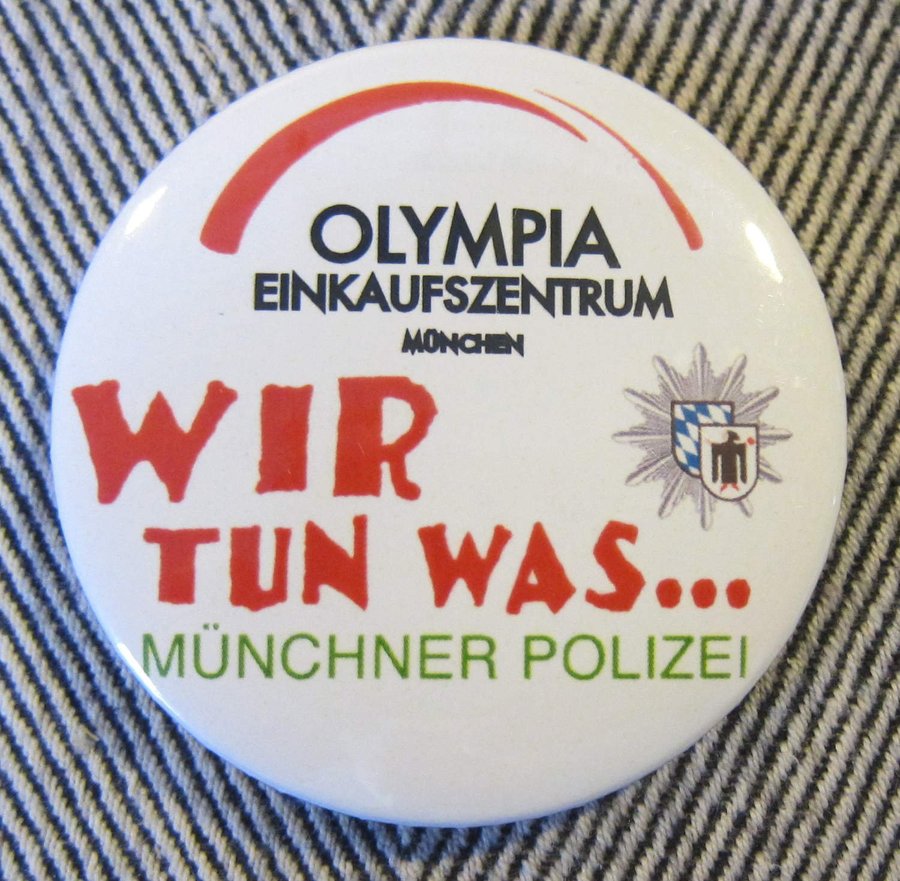 OLYMPIA
EINKAUFSZENTRUM
MÜNCHEN
WIR
TUN WAS...
MÜNCHNER POLIZEI